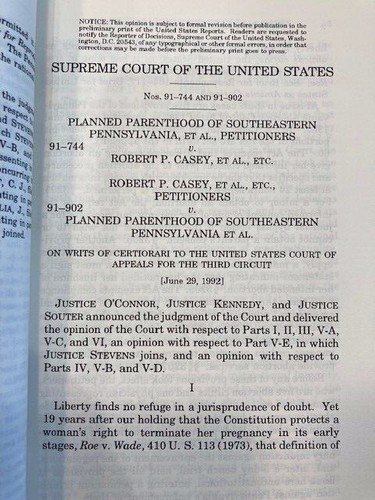 NOTICE: This opinion is subject to formal revision before publication in the
preliminary print of the United States Reports. Readers are requested to
notify the Reporter of Decisions, Supreme Court of the United States, Wash-
ington, D.C. 20543, of any typographical or other formal errors, in order that
corrections may be made before the preliminary print goes to press.
SUPREME COURT OF THE UNITED STATES
Nos. 91–744 AND 91–902
PLANNED PARENTHOOD OF SOUTHEASTERN
PENNSYLVANIA, ET AL., PETITIONERS
91–744 v.
ROBERT P. CASEY, ET AL., ETC.
ROBERT P. CASEY, ET AL., ETC.,
PETITIONERS
91–902 v.
PLANNED PARENTHOOD OF SOUTHEASTERN
PENNSYLVANIA ET AL.
ON WRITS OF CERTIORARI TO THE UNITED STATES COURT OF
APPEALS FOR THE THIRD CIRCUIT
[June 29, 1992]
JUSTICE O'CONNOR, JUSTICE KENNEDY, and JUSTICE
SOUTER announced the judgment of the Court and delivered
the opinion of the Court with respect to Parts I, II, III, V-A,
V-C, and VI, an opinion with respect to Part V-E, in which
JUSTICE STEVENS joins, and an opinion with respect to
Parts IV, V-B, and V-D.
I
Liberty finds no refuge in a jurisprudence of doubt. Yet
19 years after our holding that the Constitution protects a
woman's right to terminate her pregnancy in its early
stages, Roe v. Wade, 410 U. S. 113 (1973), that definition of